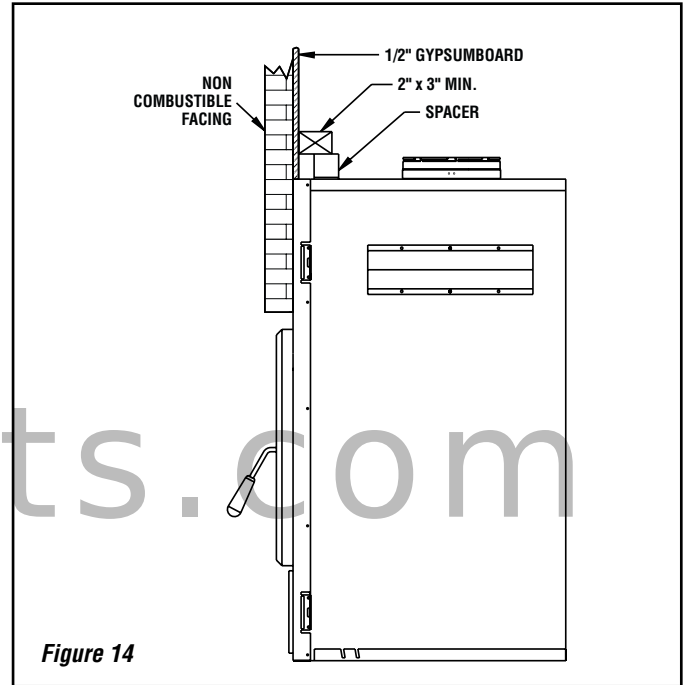 1/2" GYPSUMBOARD
2" x 3" MIN.
SPACER
NON
COMBUSTIBLE
FACING
ts.com
Figure 14